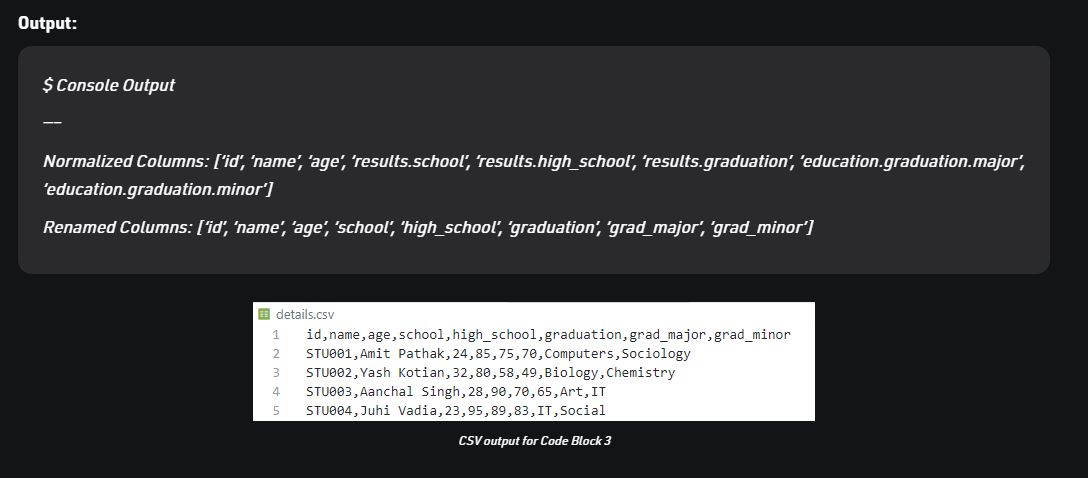 Output:
$ Console Output
—
Normalized Columns: [‘id’, ‘name’, ‘age’, ‘results.school’, ‘results.high_school’, ‘results.graduation’, ‘education.graduation.major’,
‘education.graduation.minor’]
Renamed Columns: [‘id’, ‘name’, ‘age’, ‘school’, ‘high_school’, ‘graduation’, ‘grad_major’, ‘grad_minor’]
details.csv
1 id,name,age,school,high_school,graduation,grad_major,grad_minor
2 STU001,Amit Pathak,24,85,75,70,Computers,Sociology
3 STU002,Yash Kotian,32,80,58,49,Biology,Chemistry
4 STU003,Aanchal Singh,28,90,70,65,Art,IT
5 STU004,Juhi Vadia,23,95,89,83,IT,Social
CSV output for Code Block 3